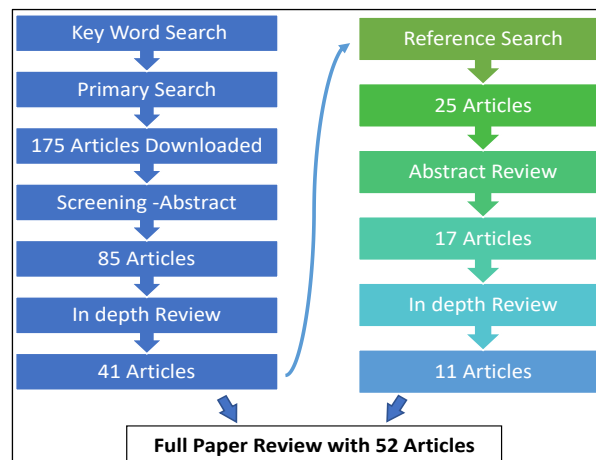 Key Word Search
Primary Search
175 Articles Downloaded
Screening -Abstract
85 Articles
In depth Review
41 Articles
Reference Search
25 Articles
Abstract Review
17 Articles
In depth Review
11 Articles
Full Paper Review with 52 Articles